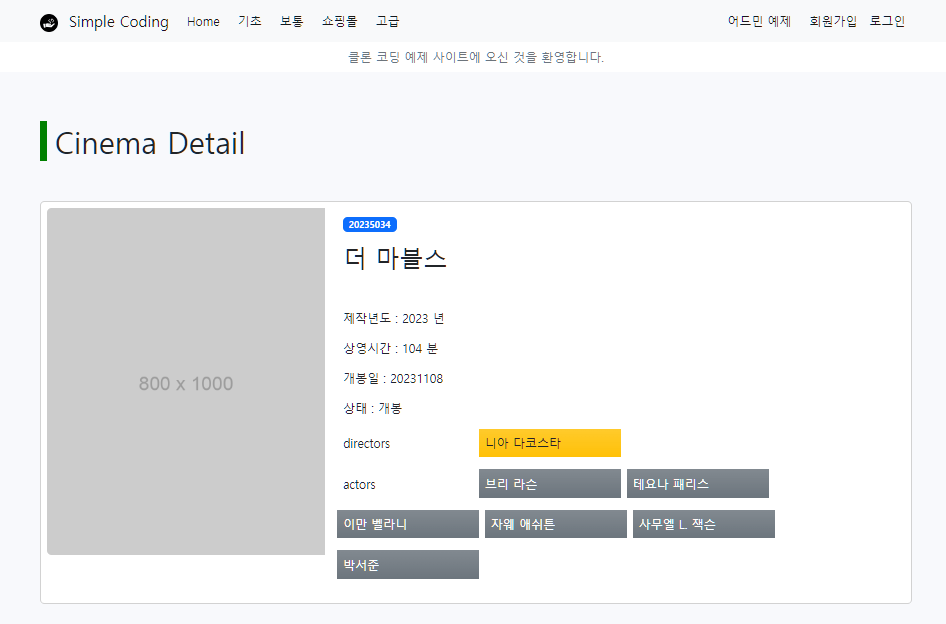 Simple Coding Home 기초 보통 쇼핑몰 고급 어드민 예제 회원가입 로그인
클론 코딩 예제 사이트에 오신 것을 환영합니다.
Cinema Detail
800 x 1000
20235034
더 마블스
제작년도 : 2023 년
상영시간 : 104 분
개봉일 : 20231108
상태 : 개봉
directors 니아 다코스타
actors 브리 라슨 테요나 패리스
이만 벨라니 자웨 애쉬튼 사무엘 L. 잭슨
박서준